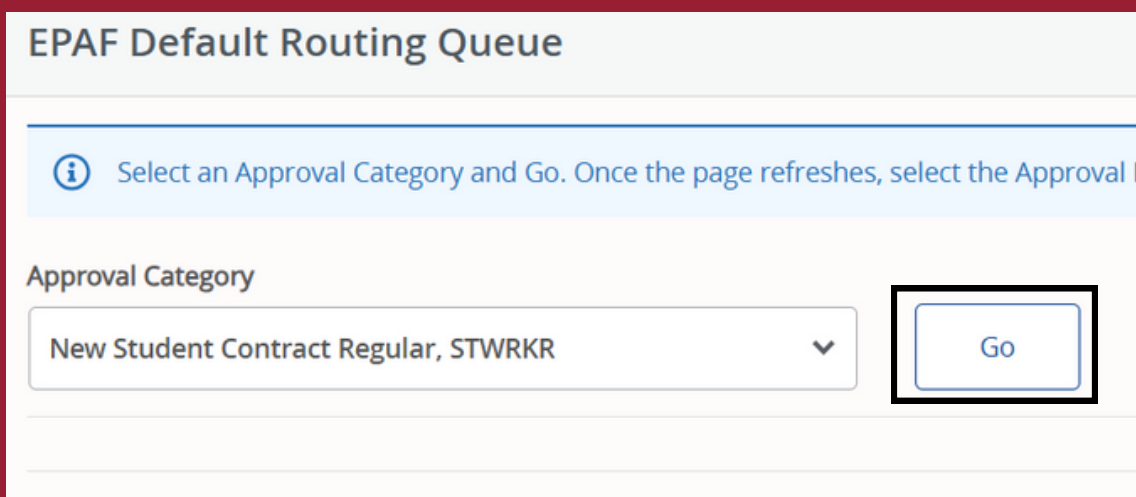 EPAF Default Routing Queue
Select an Approval Category and Go. Once the page refreshes, select the Approval
Approval Category
New Student Contract Regular, STWRKR
Go